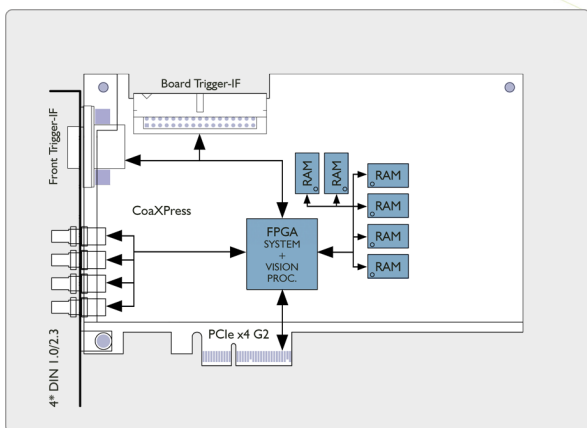 Board Trigger-IF
Front Trigger-IF
RAM
RAM
RAM
RAM
RAM
RAM
CoaXPress
FPGA
SYSTEM
+
VISION
PROC.
PCIe x4 G2
4* DIN 1.0/2.3